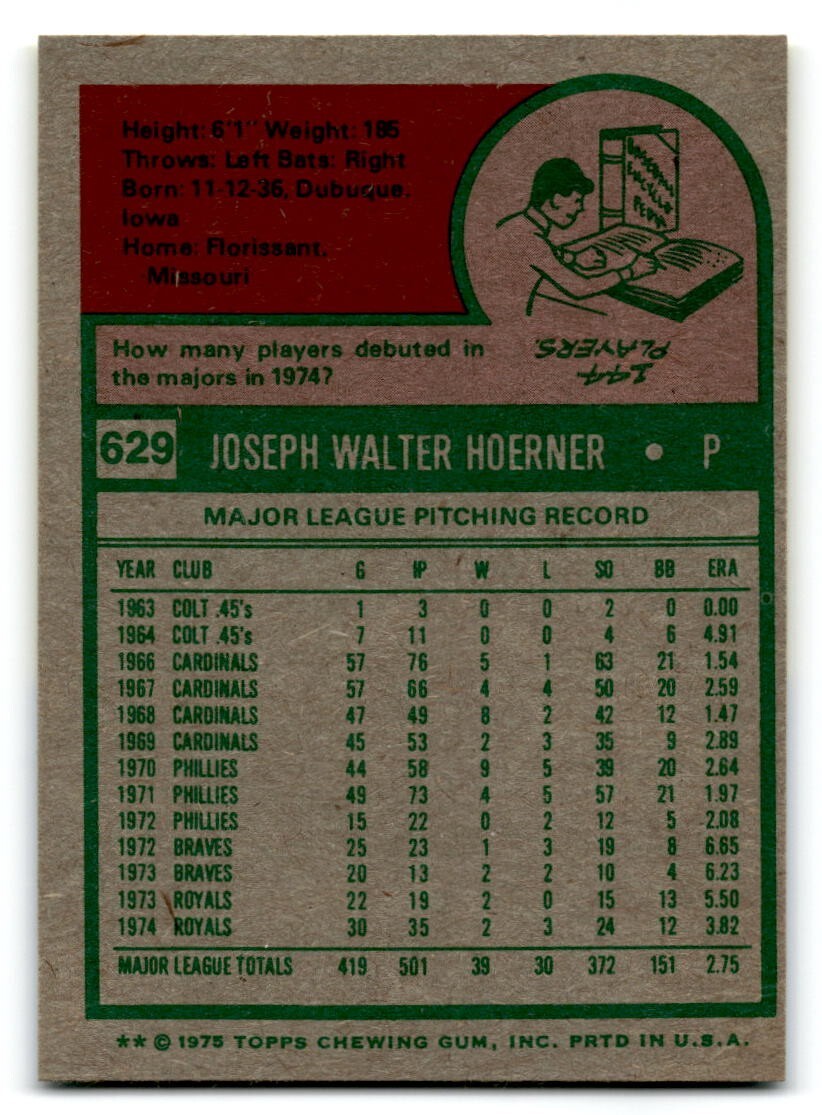 Height: 6'1" Weight: 185
Throws: Left Bats: Right
Born: 11-12-36, Dubuque,
Iowa
Home: Florissant,
Missouri
BASEBALL
ENCYCLO
PEDIA
How many players debuted in
the majors in 1974?
144
PLAYERS.
629 JOSEPH WALTER HOERNER • P
MAJOR LEAGUE PITCHING RECORD
YEAR CLUB G IP W L SO BB ERA
1963 COLT .45's 1 3 0 0 2 0 0.00
1964 COLT .45's 7 11 0 0 4 6 4.91
1966 CARDINALS 57 76 5 1 63 21 1.54
1967 CARDINALS 57 66 4 4 50 20 2.59
1968 CARDINALS 47 49 8 2 42 12 1.47
1969 CARDINALS 45 53 2 3 35 9 2.89
1970 PHILLIES 44 58 9 5 39 20 2.64
1971 PHILLIES 49 73 4 5 57 21 1.97
1972 PHILLIES 15 22 0 2 12 5 2.08
1972 BRAVES 25 23 1 3 19 8 6.65
1973 BRAVES 20 13 2 2 10 4 6.23
1973 ROYALS 22 19 2 0 15 13 5.50
1974 ROYALS 30 35 2 3 24 12 3.82
MAJOR LEAGUE TOTALS 419 501 39 30 372 151 2.75
** © 1975 TOPPS CHEWING GUM, INC. PRTD IN U.S.A.